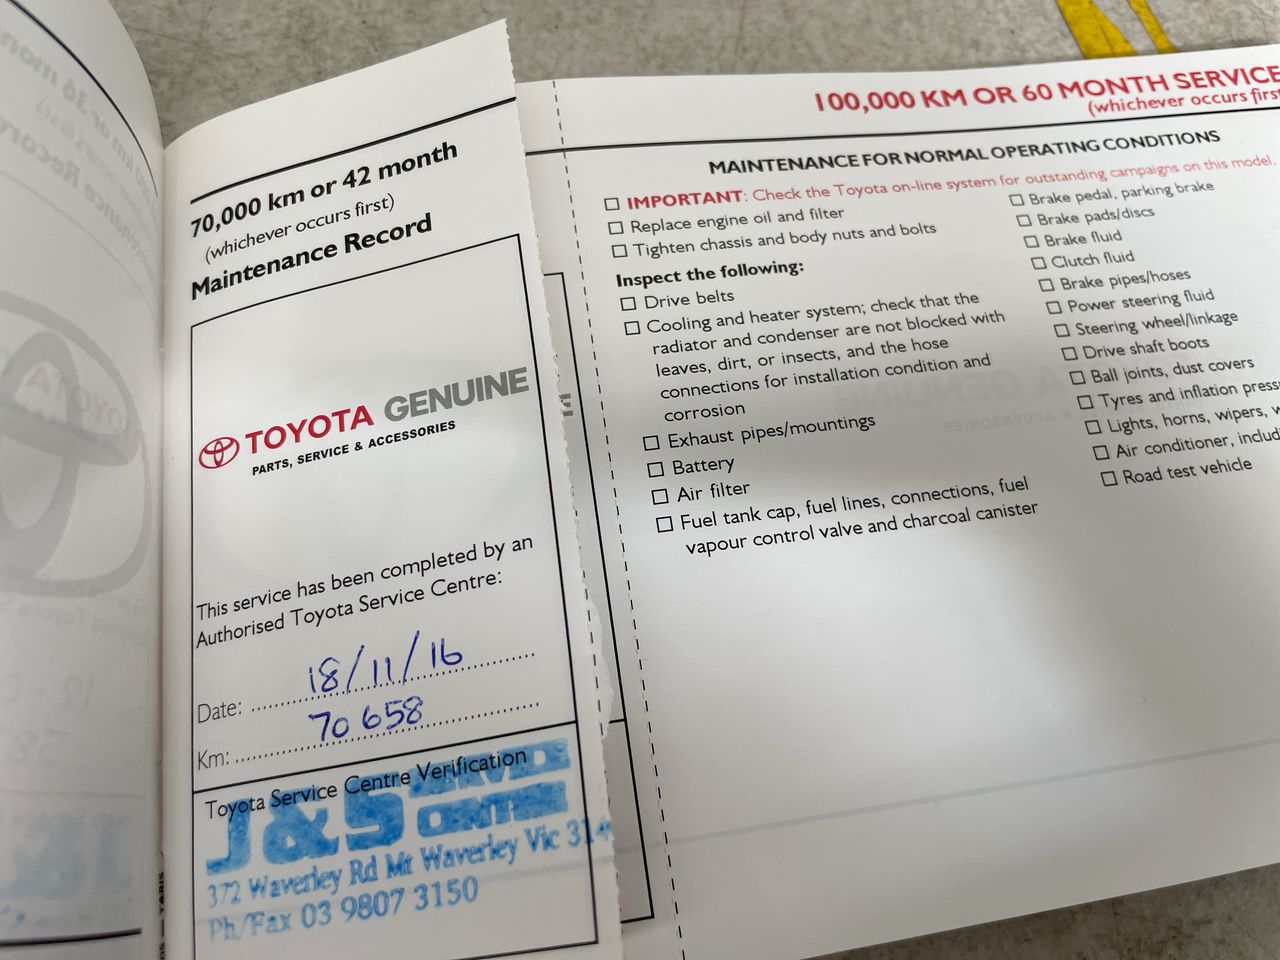 70,000 km or 42 month
(whichever occurs first)
Maintenance Record
TOYOTA GENUINE
PARTS, SERVICE & ACCESSORIES
This service has been completed by an
Authorised Toyota Service Centre:
Date: 18/11/16
Km: 70 658
Toyota Service Centre Verification
J&S SERVICE CENTRE
372 Waverley Rd Mt Waverley Vic 314
Ph/Fax 03 9807 3150
100,000 KM OR 60 MONTH SERVICE
(whichever occurs first
MAINTENANCE FOR NORMAL OPERATING CONDITIONS
IMPORTANT: Check the Toyota on-line system for outstanding campaigns on this model.
Replace engine oil and filter
Tighten chassis and body nuts and bolts
Inspect the following:
Drive belts
Cooling and heater system; check that the
radiator and condenser are not blocked with
leaves, dirt, or insects, and the hose
connections for installation condition and
corrosion
Exhaust pipes/mountings
Battery
Air filter
Fuel tank cap, fuel lines, connections, fuel
vapour control valve and charcoal canister
Brake pedal, parking brake
Brake pads/discs
Brake fluid
Clutch fluid
Brake pipes/hoses
Power steering fluid
Steering wheel/linkage
Drive shaft boots
Ball joints, dust covers
Tyres and inflation press
Lights, horns, wipers, w
Air conditioner, includi
Road test vehicle